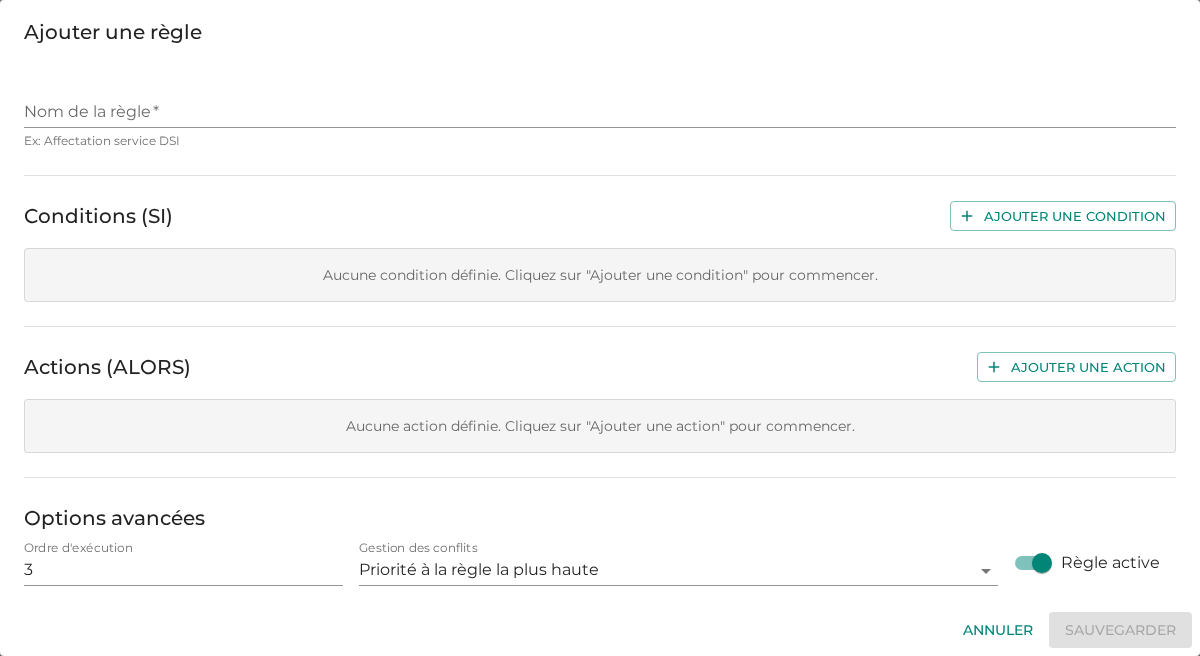 Ajouter une règle
Nom de la règle *
Ex: Affectation service DSI
Conditions (SI)
+ AJOUTER UNE CONDITION
Aucune condition définie. Cliquez sur "Ajouter une condition" pour commencer.
Actions (ALORS)
+ AJOUTER UNE ACTION
Aucune action définie. Cliquez sur "Ajouter une action" pour commencer.
Options avancées
Ordre d'exécution
3
Gestion des conflits
Priorité à la règle la plus haute
Règle active
ANNULER
SAUVEGARDER